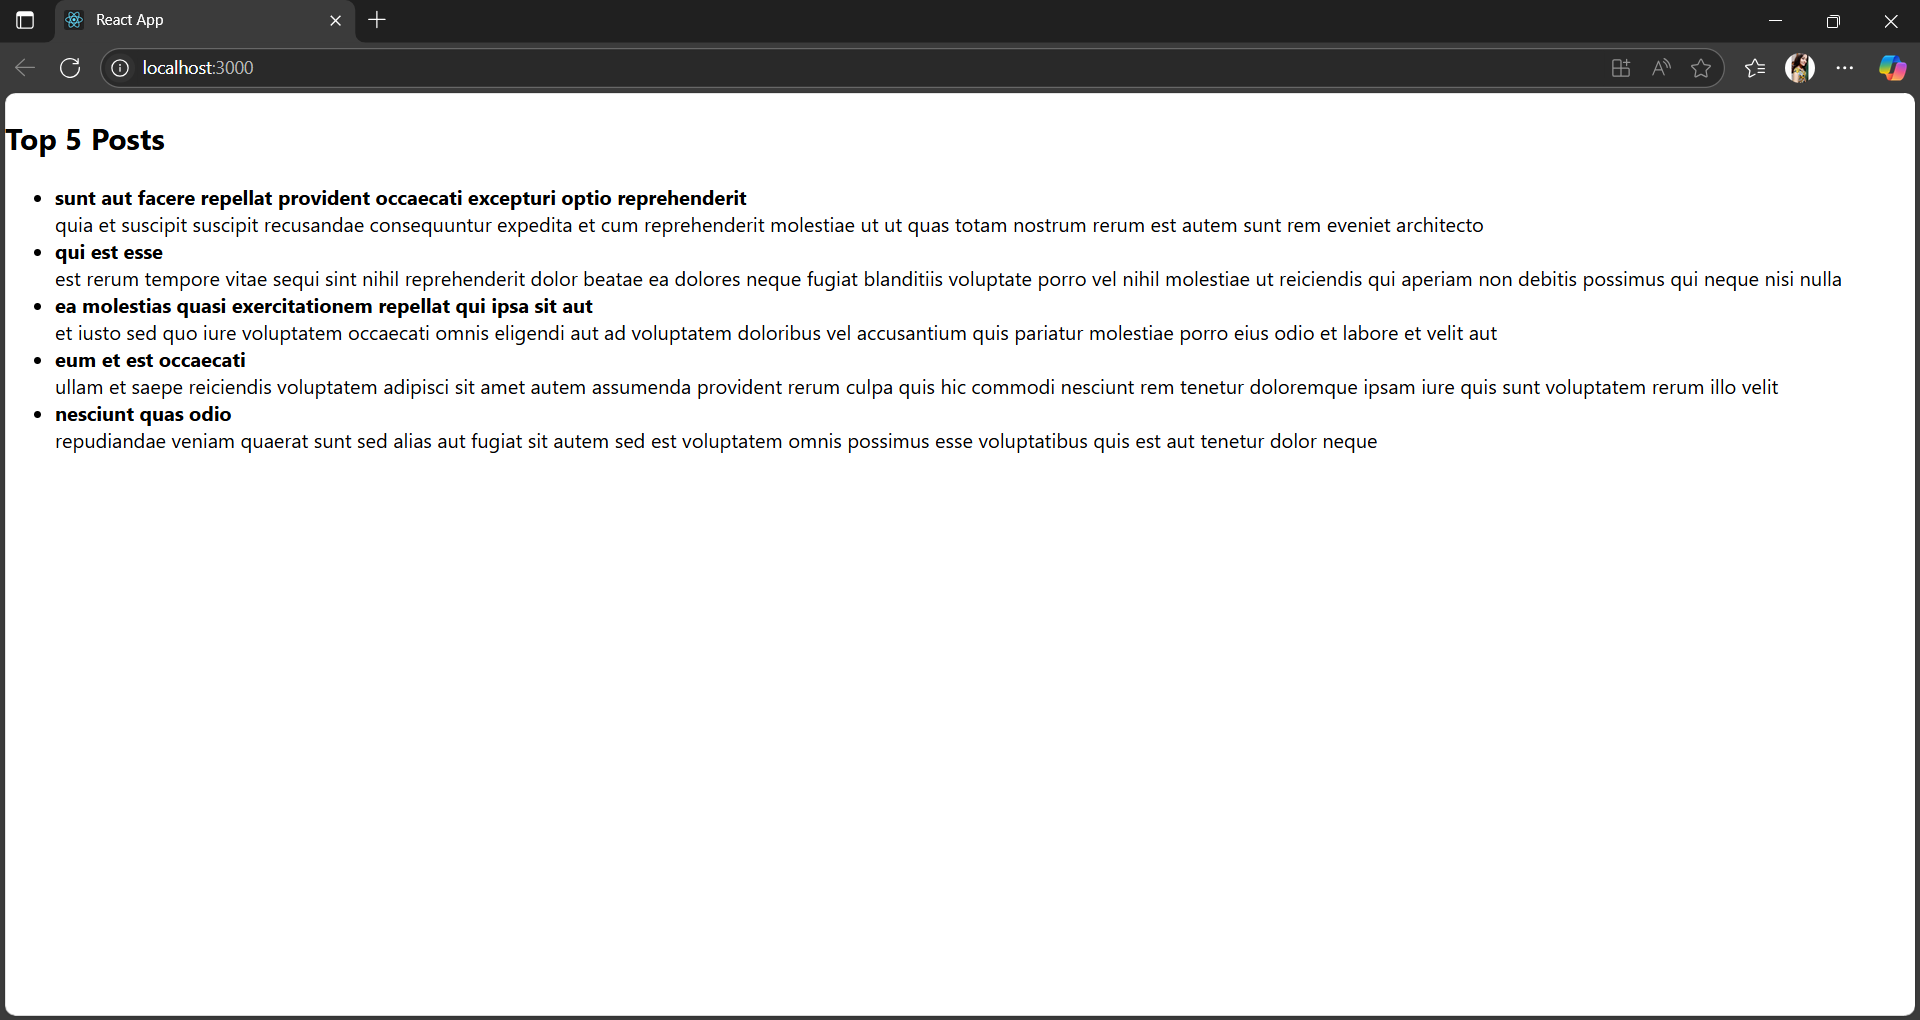 React App
localhost:3000
Top 5 Posts
sunt aut facere repellat provident occaecati excepturi optio reprehenderit
quia et suscipit suscipit recusandae consequuntur expedita et cum reprehenderit molestiae ut ut quas totam nostrum rerum est autem sunt rem eveniet architecto
qui est esse
est rerum tempore vitae sequi sint nihil reprehenderit dolor beatae ea dolores neque fugiat blanditiis voluptate porro vel nihil molestiae ut reiciendis qui aperiam non debitis possimus qui neque nisi nulla
ea molestias quasi exercitationem repellat qui ipsa sit aut
et iusto sed quo iure voluptatem occaecati omnis eligendi aut ad voluptatem doloribus vel accusantium quis pariatur molestiae porro eius odio et labore et velit aut
eum et est occaecati
ullam et saepe reiciendis voluptatem adipisci sit amet autem assumenda provident rerum culpa quis hic commodi nesciunt rem tenetur doloremque ipsam iure quis sunt voluptatem rerum illo velit
nesciunt quas odio
repudiandae veniam quaerat sunt sed alias aut fugiat sit autem sed est voluptatem omnis possimus esse voluptatibus quis est aut tenetur dolor neque